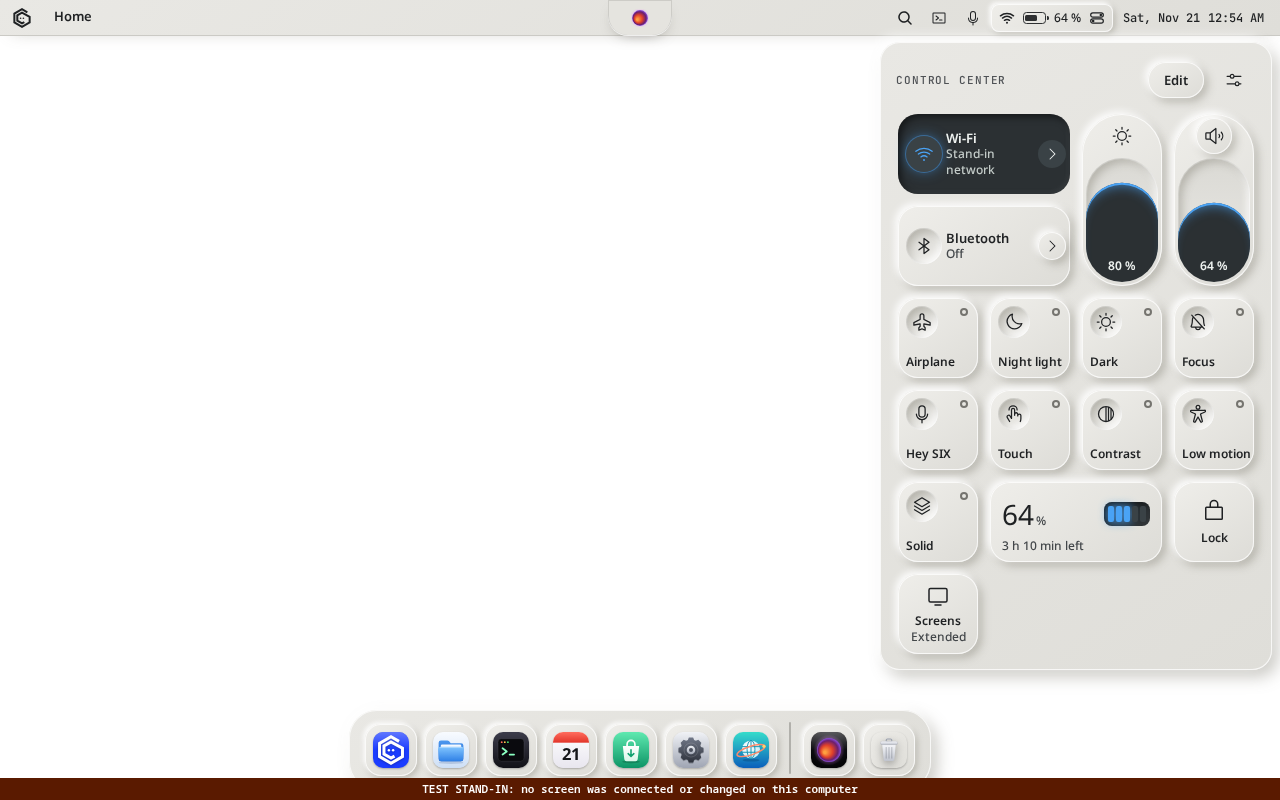 Home
64 %
Sat, Nov 21 12:54 AM
CONTROL CENTER
Edit
Wi-Fi
Stand-in
network
Bluetooth
Off
80 %
64 %
Airplane
Night light
Dark
Focus
Hey SIX
Touch
Contrast
Low motion
Solid
64 %
3 h 10 min left
Lock
Screens
Extended
21
TEST STAND-IN: no screen was connected or changed on this computer